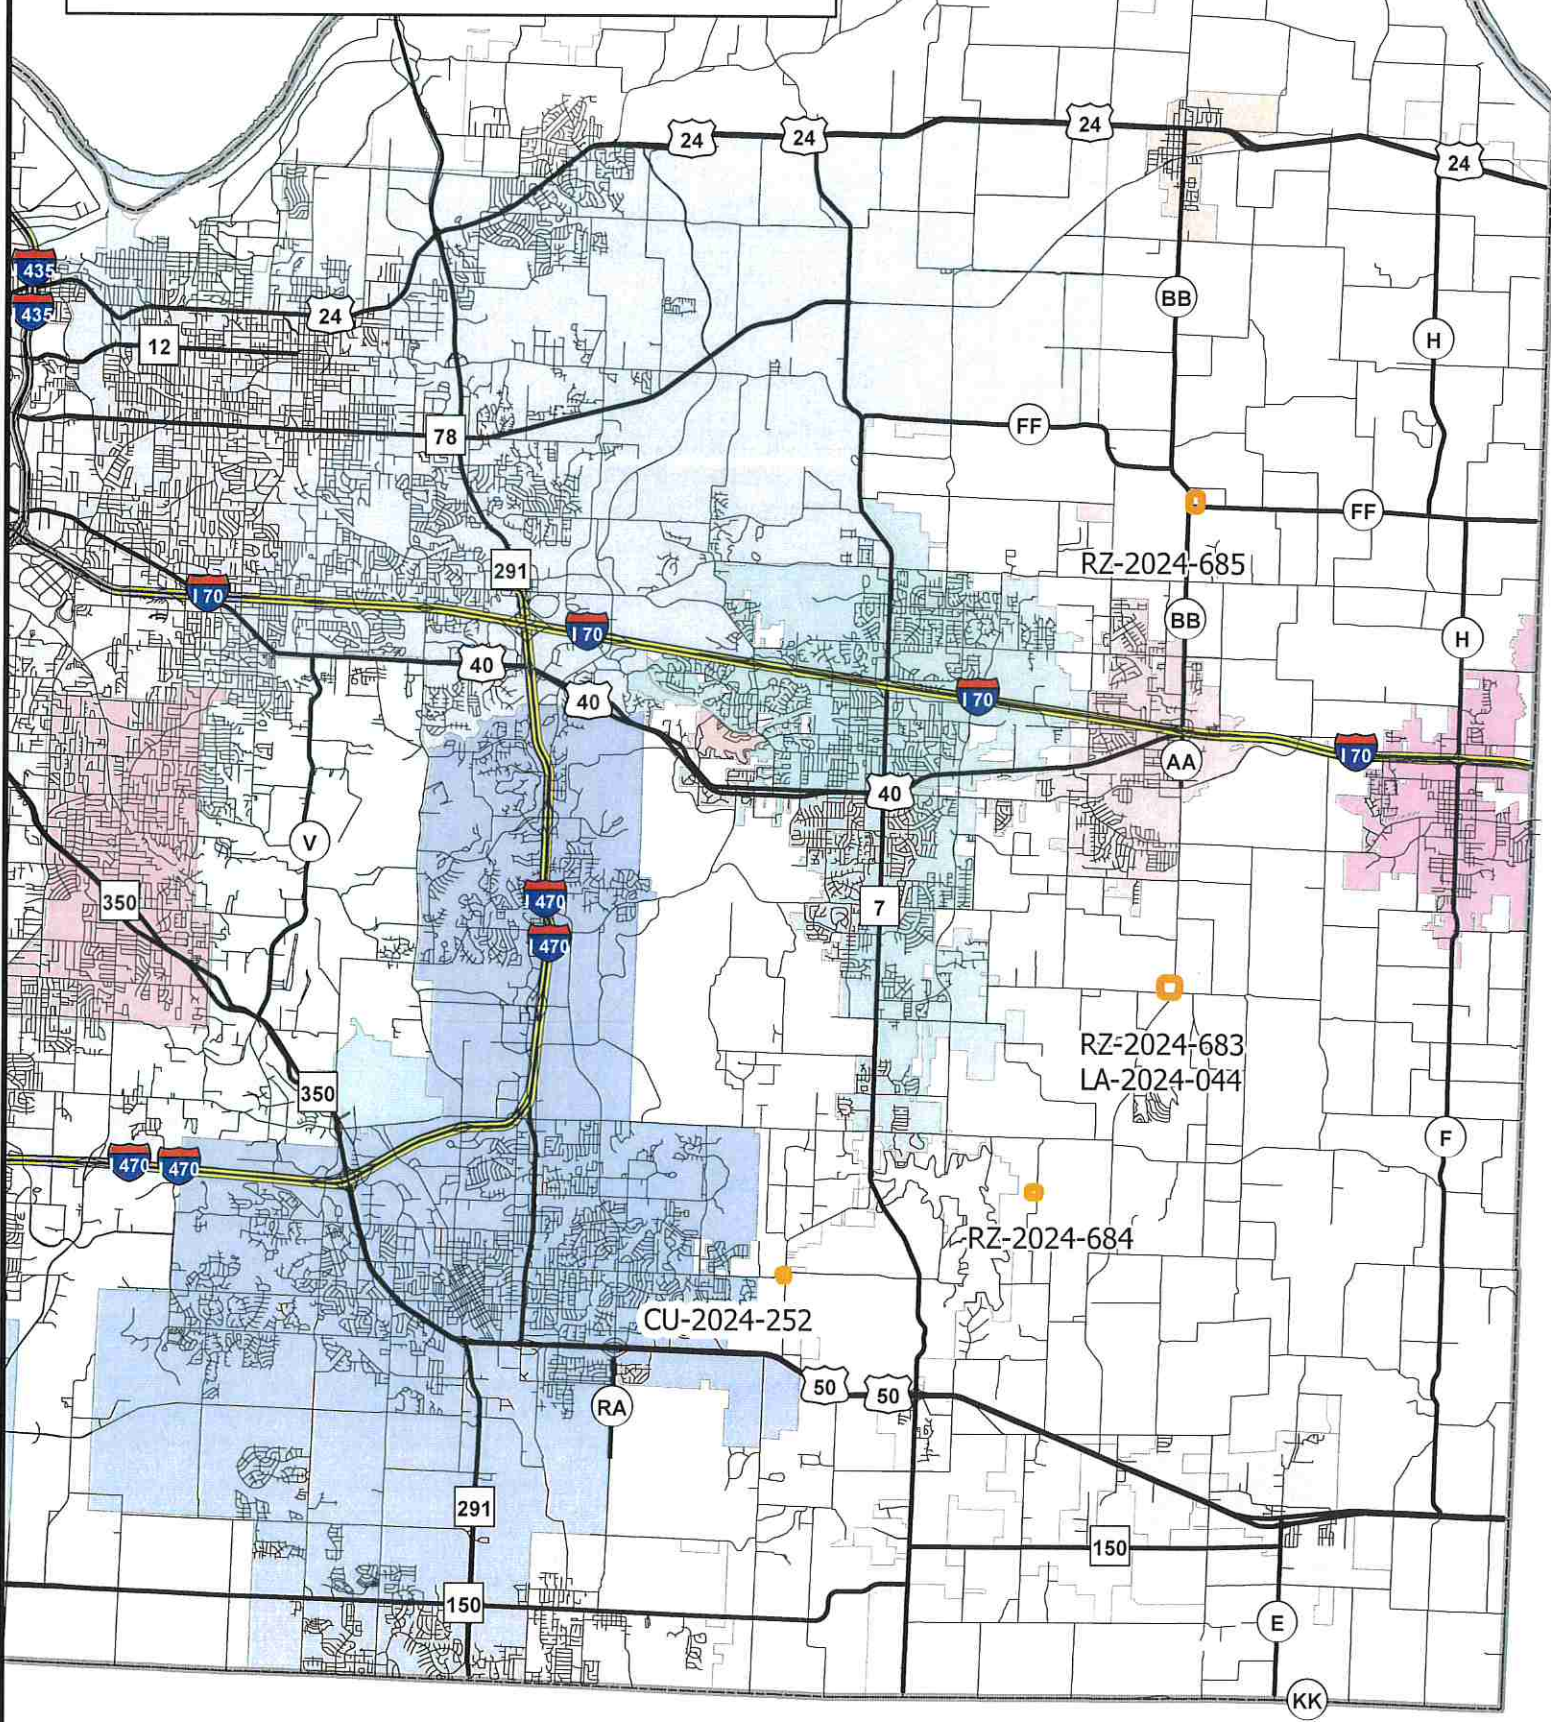 24
24
24
24
I 435
I 435
24
12
BB
H
78
FF
FF
291
RZ-2024-685
I 70
I 70
BB
H
40
40
I 70
I 70
AA
40
V
350
I 470
7
I 470
RZ-2024-683
LA-2024-044
350
F
I 470
I 470
RZ-2024-684
CU-2024-252
50
50
RA
291
150
150
E
KK